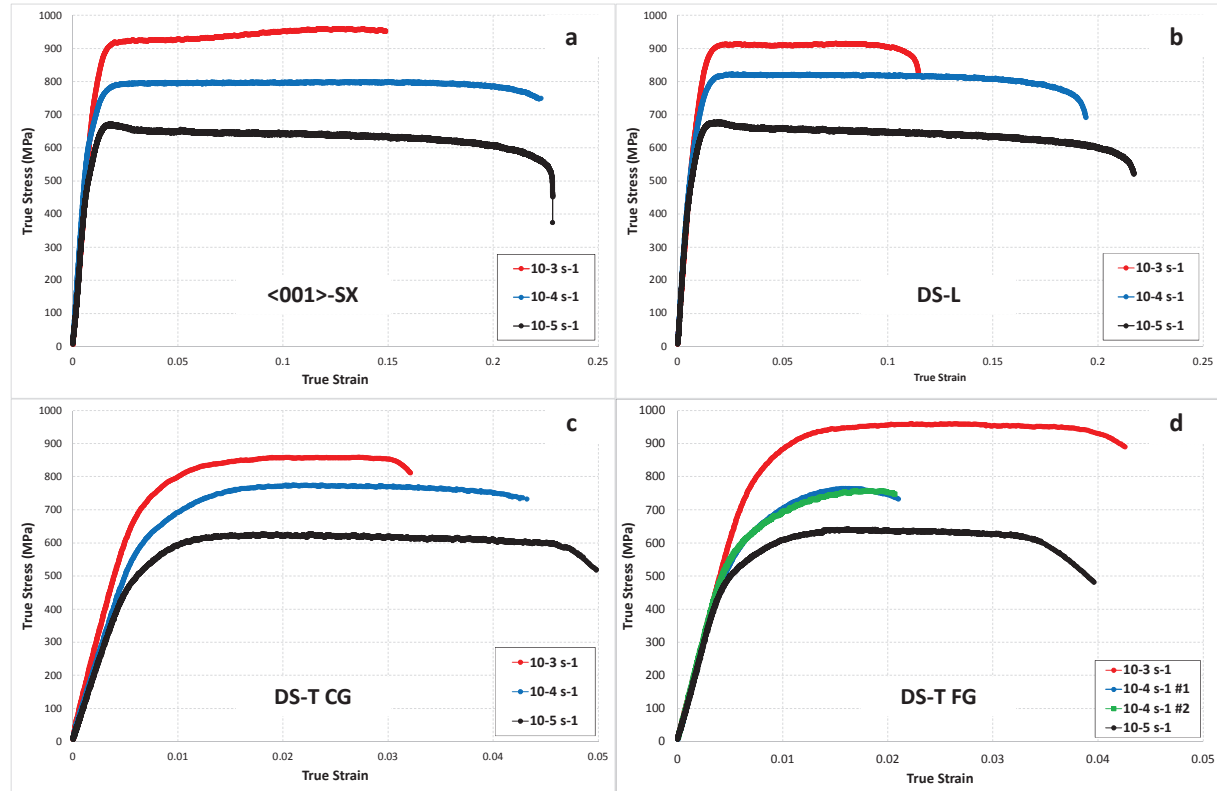 a
1000
900
800
700
600
500
400
300
200
100
0
True Stress (MPa)
<001>-SX
10-3 s-1
10-4 s-1
10-5 s-1
0 0.05 0.1 0.15 0.2 0.25
True Strain
b
1000
900
800
700
600
500
400
300
200
100
0
True Stress (MPa)
DS-L
10-3 s-1
10-4 s-1
10-5 s-1
0 0.05 0.1 0.15 0.2 0.25
True Strain
c
1000
900
800
700
600
500
400
300
200
100
0
True Stress (MPa)
DS-T CG
10-3 s-1
10-4 s-1
10-5 s-1
0 0.01 0.02 0.03 0.04 0.05
True Strain
d
1000
900
800
700
600
500
400
300
200
100
0
True Stress (MPa)
DS-T FG
10-3 s-1
10-4 s-1 #1
10-4 s-1 #2
10-5 s-1
0 0.01 0.02 0.03 0.04 0.05
True Strain